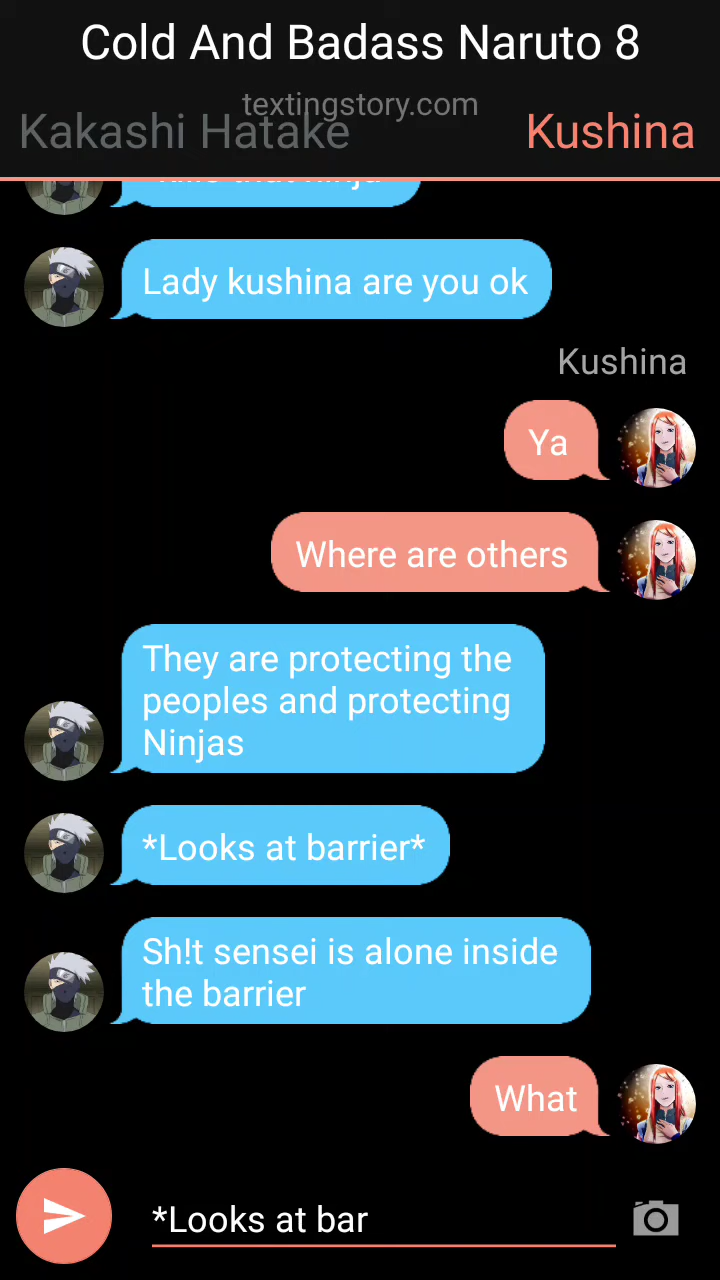 Cold And Badass Naruto 8
textingstory.com
Kakashi Hatake
Kushina
Lady kushina are you ok
Kushina
Ya
Where are others
They are protecting the
peoples and protecting
Ninjas
*Looks at barrier*
Sh!t sensei is alone inside
the barrier
What
*Looks at bar